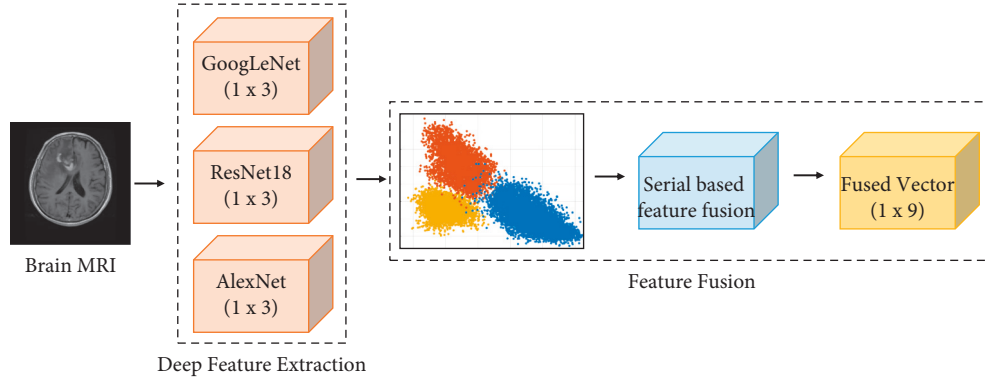 Brain MRI
GoogLeNet
(1 x 3)
ResNet18
(1 x 3)
AlexNet
(1 x 3)
Deep Feature Extraction
Serial based
feature fusion
Fused Vector
(1 x 9)
Feature Fusion